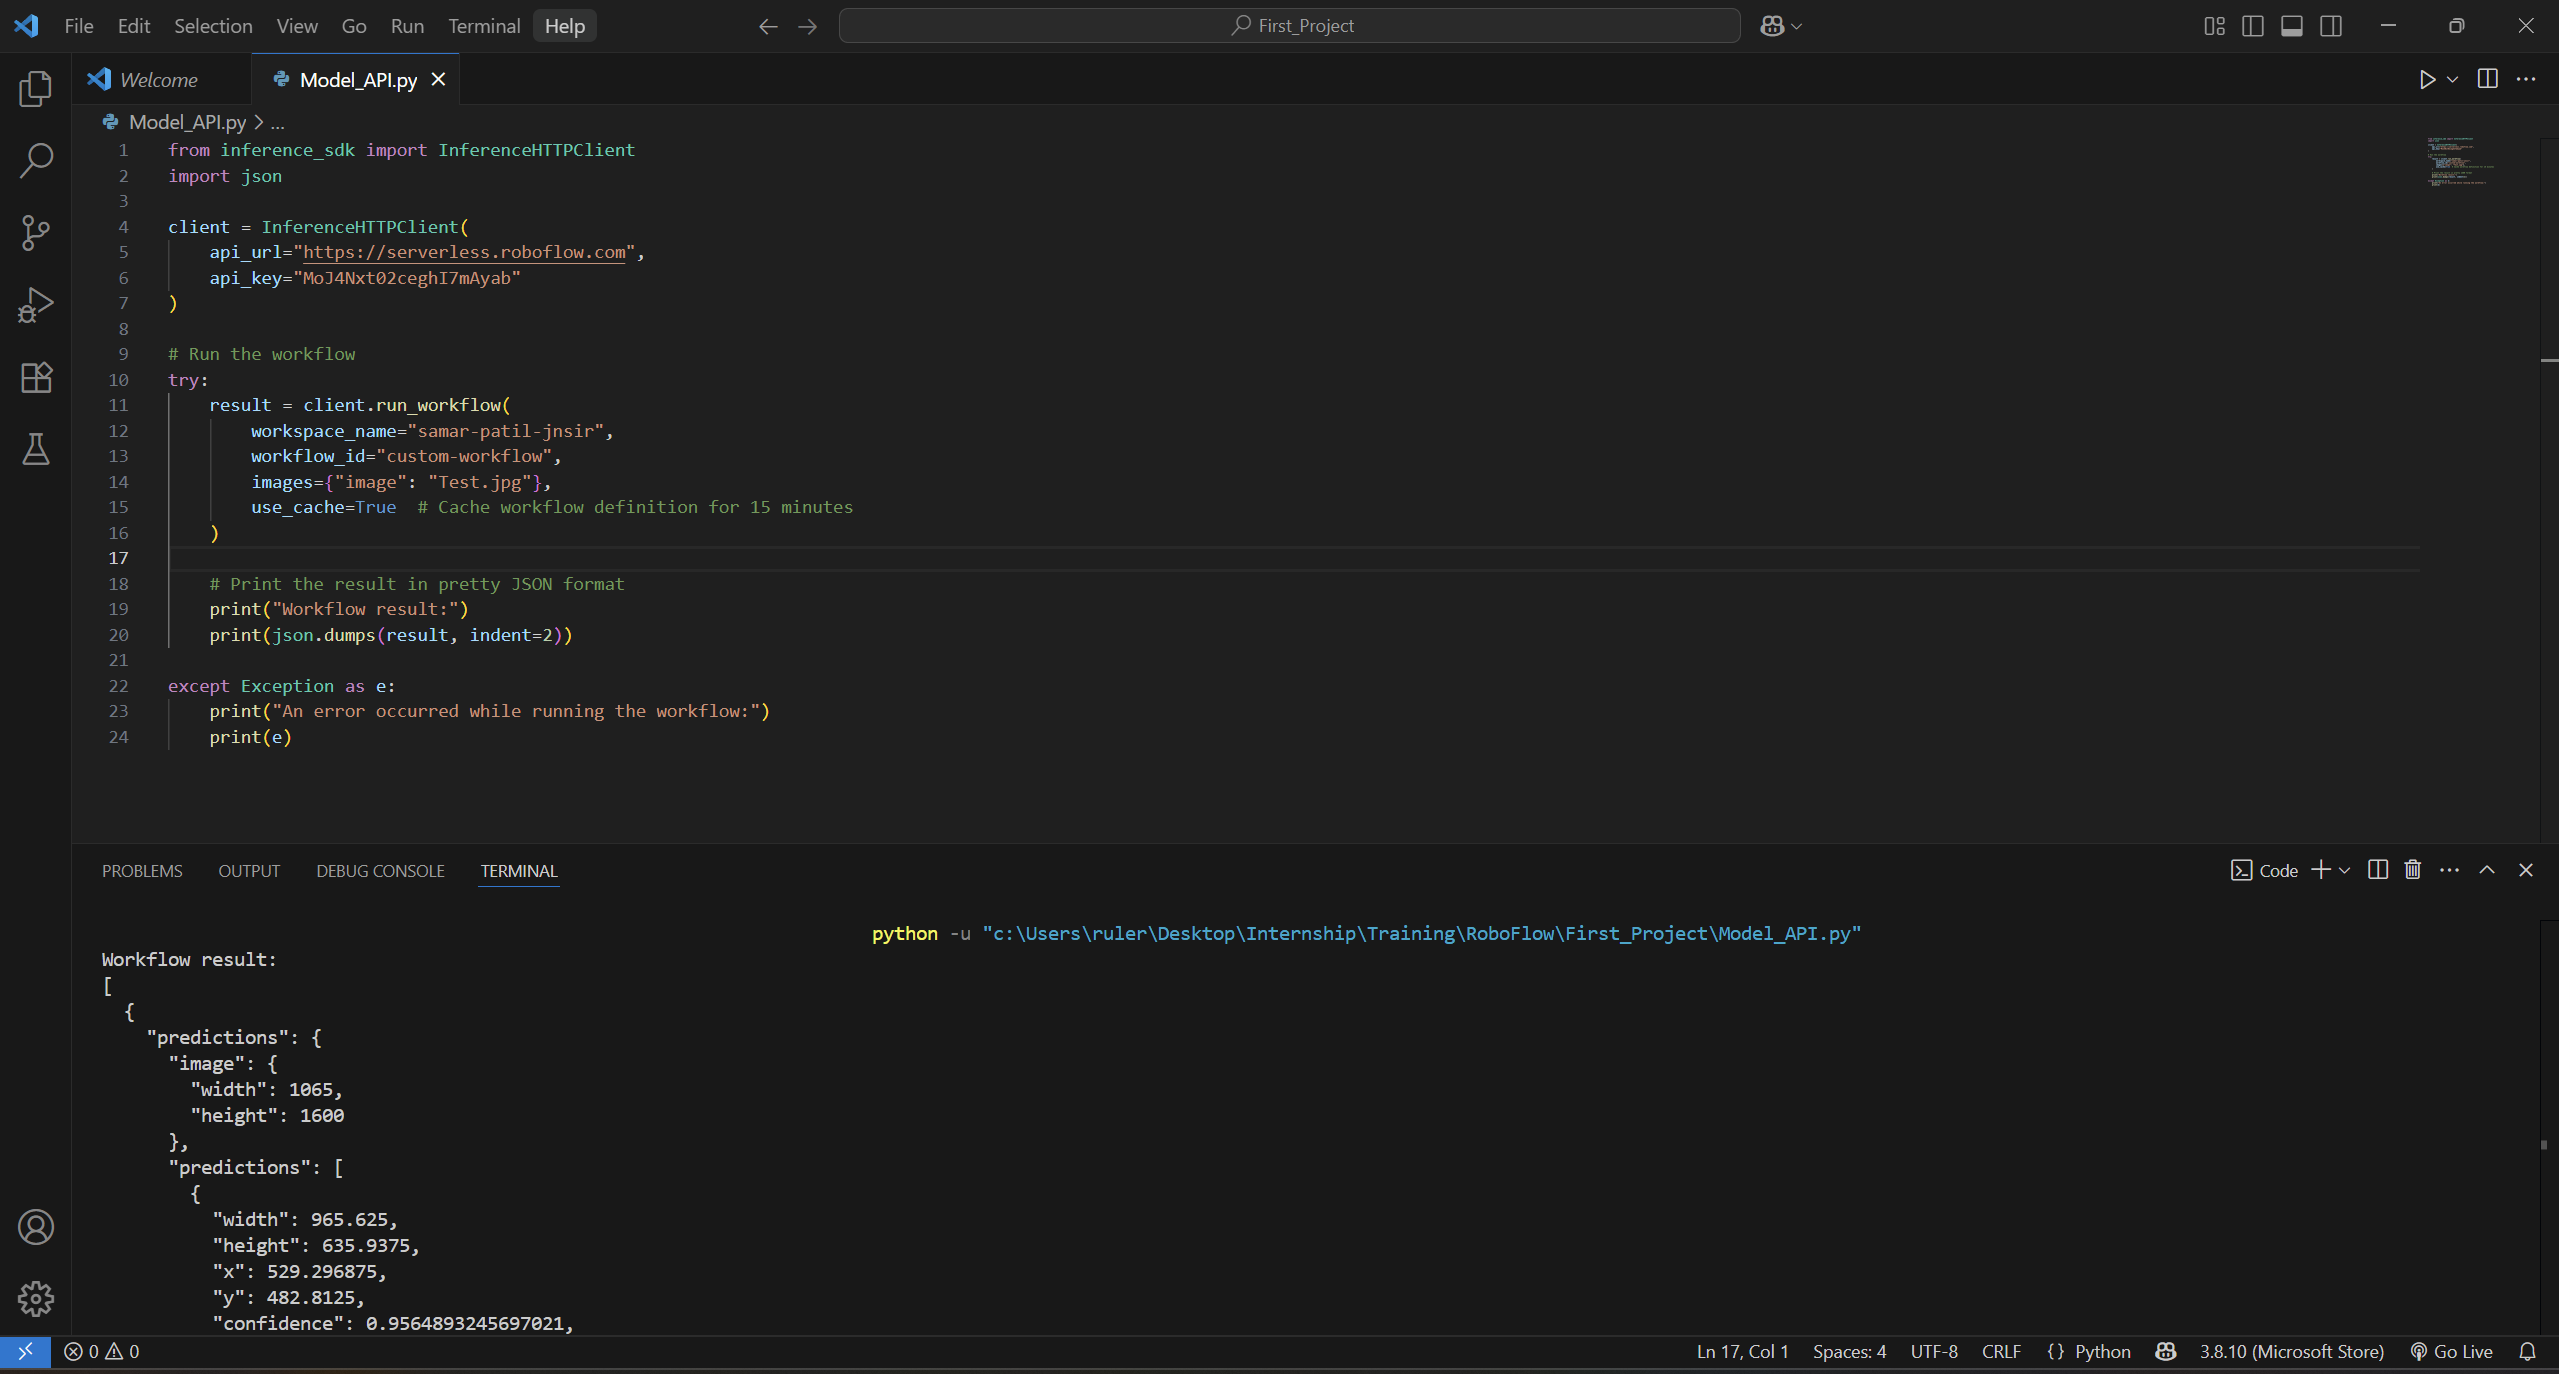 File Edit Selection View Go Run Terminal Help First_Project
Welcome Model_API.py
Model_API.py > ...
1 from inference_sdk import InferenceHTTPClient
2 import json
3
4 client = InferenceHTTPClient(
5 api_url="https://serverless.roboflow.com",
6 api_key="MoJ4Nxt02ceghI7mAyab"
7 )
8
9 # Run the workflow
10 try:
11 result = client.run_workflow(
12 workspace_name="samar-patil-jnsir",
13 workflow_id="custom-workflow",
14 images={"image": "Test.jpg"},
15 use_cache=True # Cache workflow definition for 15 minutes
16 )
17
18 # Print the result in pretty JSON format
19 print("Workflow result:")
20 print(json.dumps(result, indent=2))
21
22 except Exception as e:
23 print("An error occurred while running the workflow:")
24 print(e)
PROBLEMS OUTPUT DEBUG CONSOLE TERMINAL Code
python -u "c:\Users\ruler\Desktop\Internship\Training\RoboFlow\First_Project\Model_API.py"
Workflow result:
[
{
"predictions": {
"image": {
"width": 1065,
"height": 1600
},
"predictions": [
{
"width": 965.625,
"height": 635.9375,
"x": 529.296875,
"y": 482.8125,
"confidence": 0.9564893245697021,
0 0 Ln 17, Col 1 Spaces: 4 UTF-8 CRLF {} Python 3.8.10 (Microsoft Store) Go Live